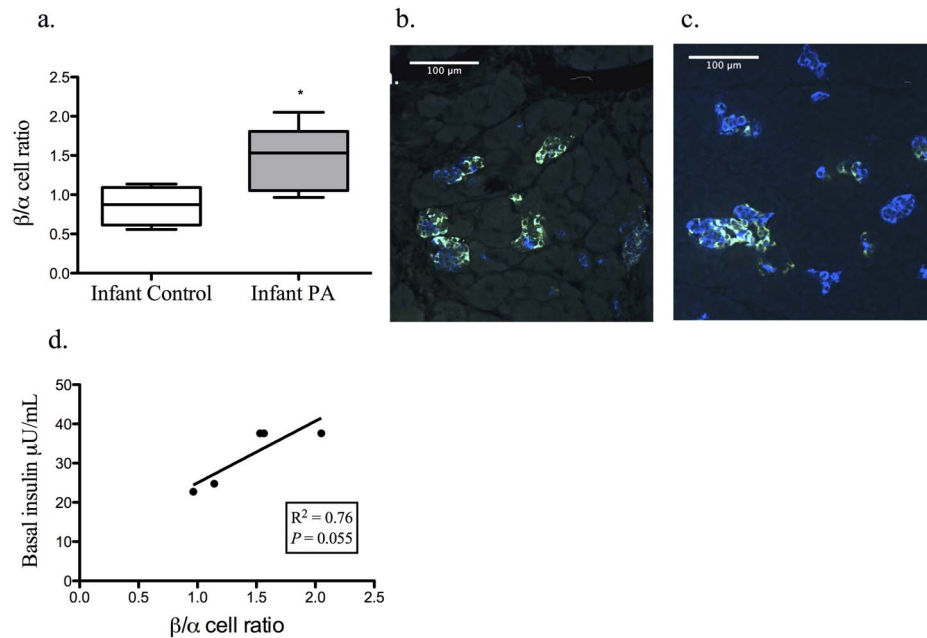 a.
b.
c.
β/α cell ratio
2.5
2.0
1.5
1.0
0.5
0.0
*
Infant Control
Infant PA
100 µm
100 µm
d.
Basal insulin µU/mL
50
40
30
20
10
0
R² = 0.76
P = 0.055
0.0 0.5 1.0 1.5 2.0 2.5
β/α cell ratio